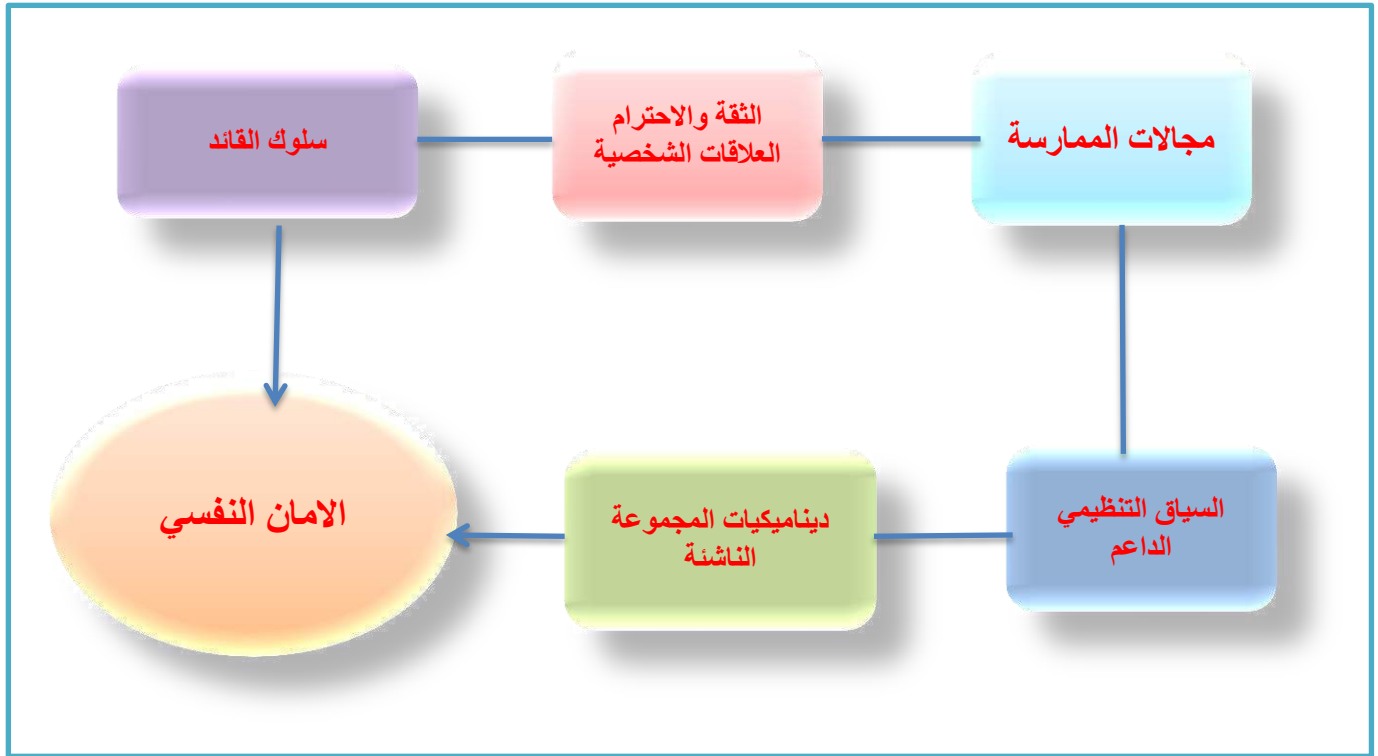 مجالات الممارسة
الثقة والاحترام
العلاقات الشخصية
سلوك القائد
السياق التنظيمي
الداعم
ديناميكيات المجموعة
الناشئة
الامان النفسي